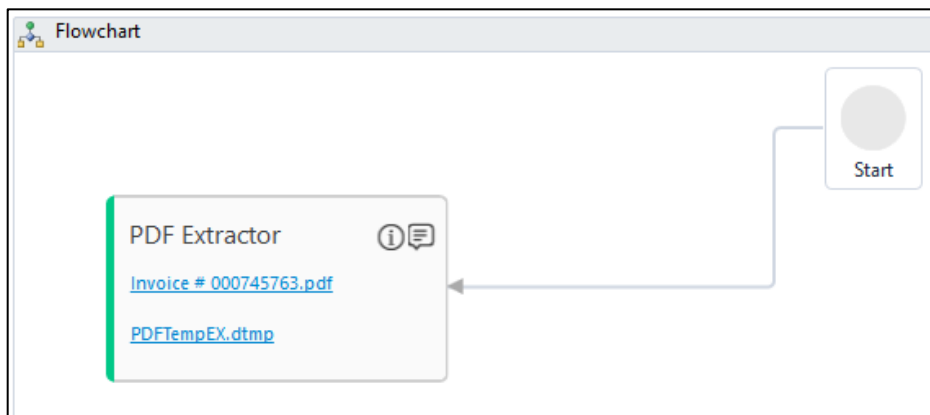 Flowchart
Start
PDF Extractor
Invoice # 000745763.pdf
PDFTempEX.dtmp